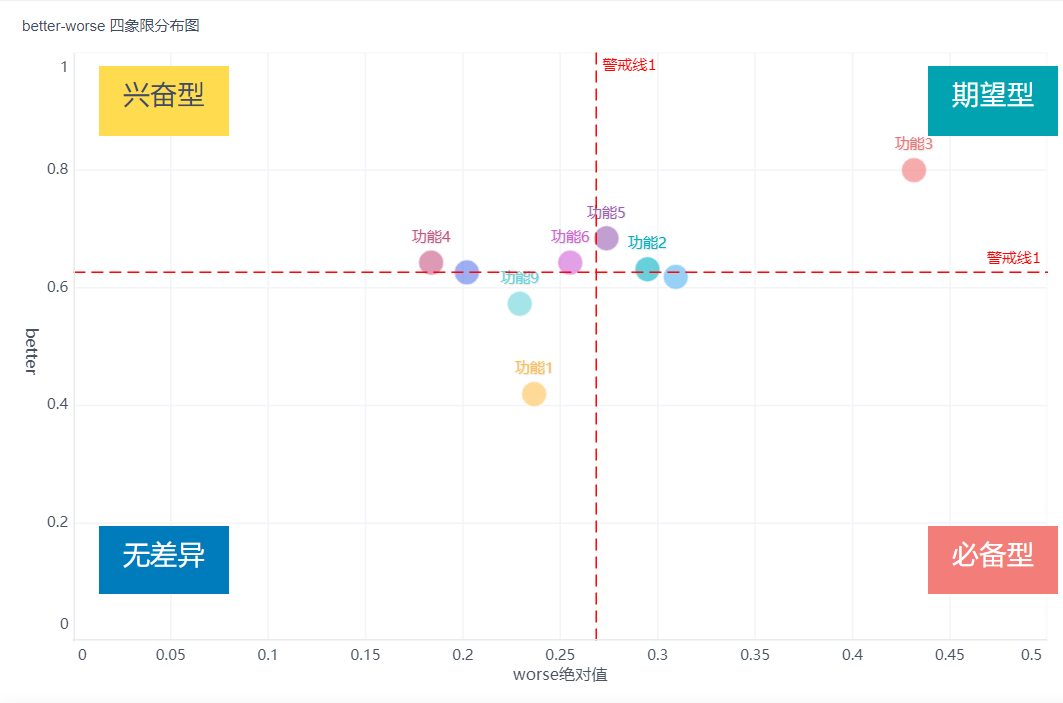 better-worse 四象限分布图
1
警戒线1
兴奋型
期望型
功能3
0.8
功能5
功能4
功能6
功能2
警戒线1
功能9
0.6
better
功能1
0.4
0.2
无差异
必备型
0
0
0.05
0.1
0.15
0.2
0.25
0.3
0.35
0.4
0.45
0.5
worse绝对值